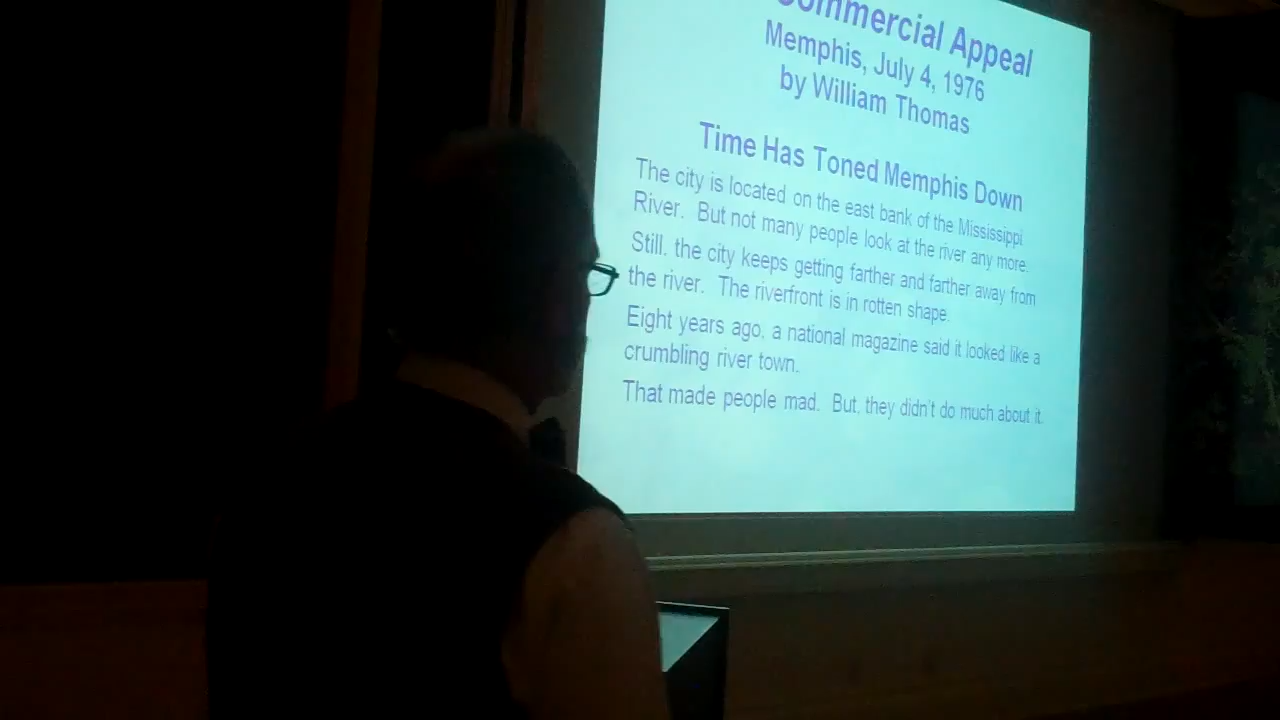 Commercial Appeal
Memphis, July 4, 1976
by William Thomas
Time Has Toned Memphis Down
The city is located on the east bank of the Mississippi
River. But not many people look at the river any more.
Still. the city keeps getting farther and farther away from
the river. The riverfront is in rotten shape.
Eight years ago, a national magazine said it looked like a
crumbling river town.
That made people mad. But, they didn't do much about it.